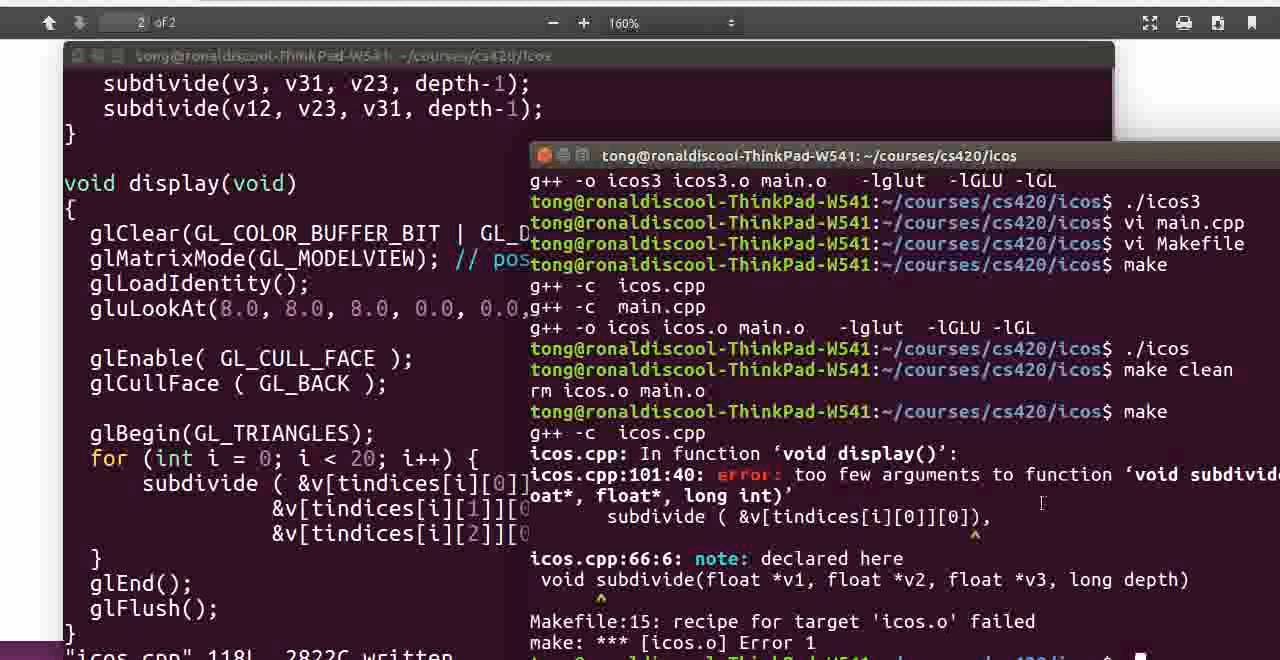 2 of 2
160%
tong@ronaldiscool-ThinkPad-W541: ~/courses/cs420/icos
subdivide(v3, v31, v23, depth-1);
subdivide(v12, v23, v31, depth-1);
}
void display(void)
{
glClear(GL_COLOR_BUFFER_BIT | GL_D
glMatrixMode(GL_MODELVIEW); // pos
glLoadIdentity();
gluLookAt(8.0, 8.0, 8.0, 0.0, 0.0,
glEnable( GL_CULL_FACE );
glCullFace ( GL_BACK );
glBegin(GL_TRIANGLES);
for (int i = 0; i < 20; i++) {
subdivide ( &v[tindices[i][0]]
&v[tindices[i][1]][0
&v[tindices[i][2]][0
}
glEnd();
glFlush();
}
"icos.cpp" 118L, 2822C written
tong@ronaldiscool-ThinkPad-W541: ~/courses/cs420/icos
g++ -o icos3 icos3.o main.o -lglut -lGLU -lGL
tong@ronaldiscool-ThinkPad-W541:~/courses/cs420/icos$ ./icos3
tong@ronaldiscool-ThinkPad-W541:~/courses/cs420/icos$ vi main.cpp
tong@ronaldiscool-ThinkPad-W541:~/courses/cs420/icos$ vi Makefile
tong@ronaldiscool-ThinkPad-W541:~/courses/cs420/icos$ make
g++ -c icos.cpp
g++ -c main.cpp
g++ -o icos icos.o main.o -lglut -lGLU -lGL
tong@ronaldiscool-ThinkPad-W541:~/courses/cs420/icos$ ./icos
tong@ronaldiscool-ThinkPad-W541:~/courses/cs420/icos$ make clean
rm icos.o main.o
tong@ronaldiscool-ThinkPad-W541:~/courses/cs420/icos$ make
g++ -c icos.cpp
icos.cpp: In function ‘void display()’:
icos.cpp:101:40: error: too few arguments to function ‘void subdivide
oat*, float*, long int)’
subdivide ( &v[tindices[i][0]][0]),
^
icos.cpp:66:6: note: declared here
void subdivide(float *v1, float *v2, float *v3, long depth)
^
Makefile:15: recipe for target 'icos.o' failed
make: *** [icos.o] Error 1